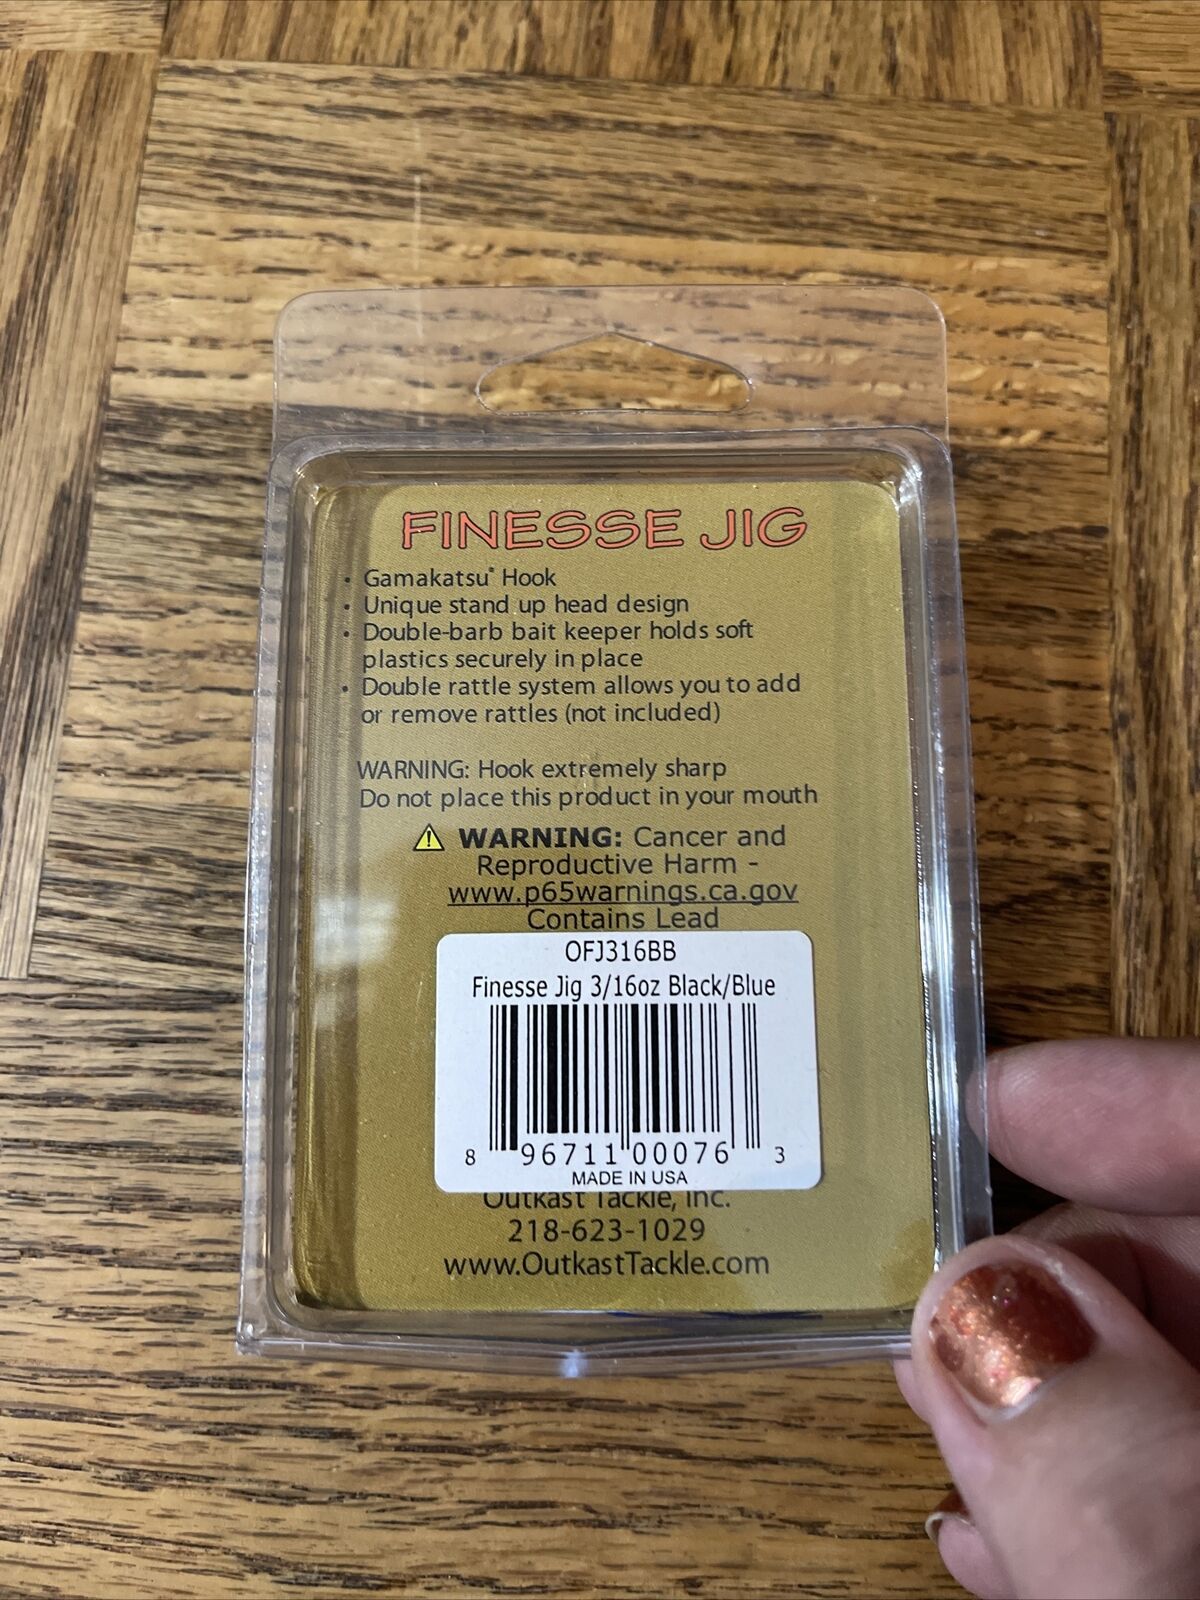 FINESSE JIG
• Gamakatsu® Hook
• Unique stand up head design
• Double-barb bait keeper holds soft
plastics securely in place
• Double rattle system allows you to add
or remove rattles (not included)
WARNING: Hook extremely sharp
Do not place this product in your mouth
⚠ WARNING: Cancer and
Reproductive Harm -
www.p65warnings.ca.gov
Contains Lead
OFJ316BB
Finesse Jig 3/16oz Black/Blue
8 96711 00076 3
MADE IN USA
Outkast Tackle, Inc.
218-623-1029
www.OutkastTackle.com